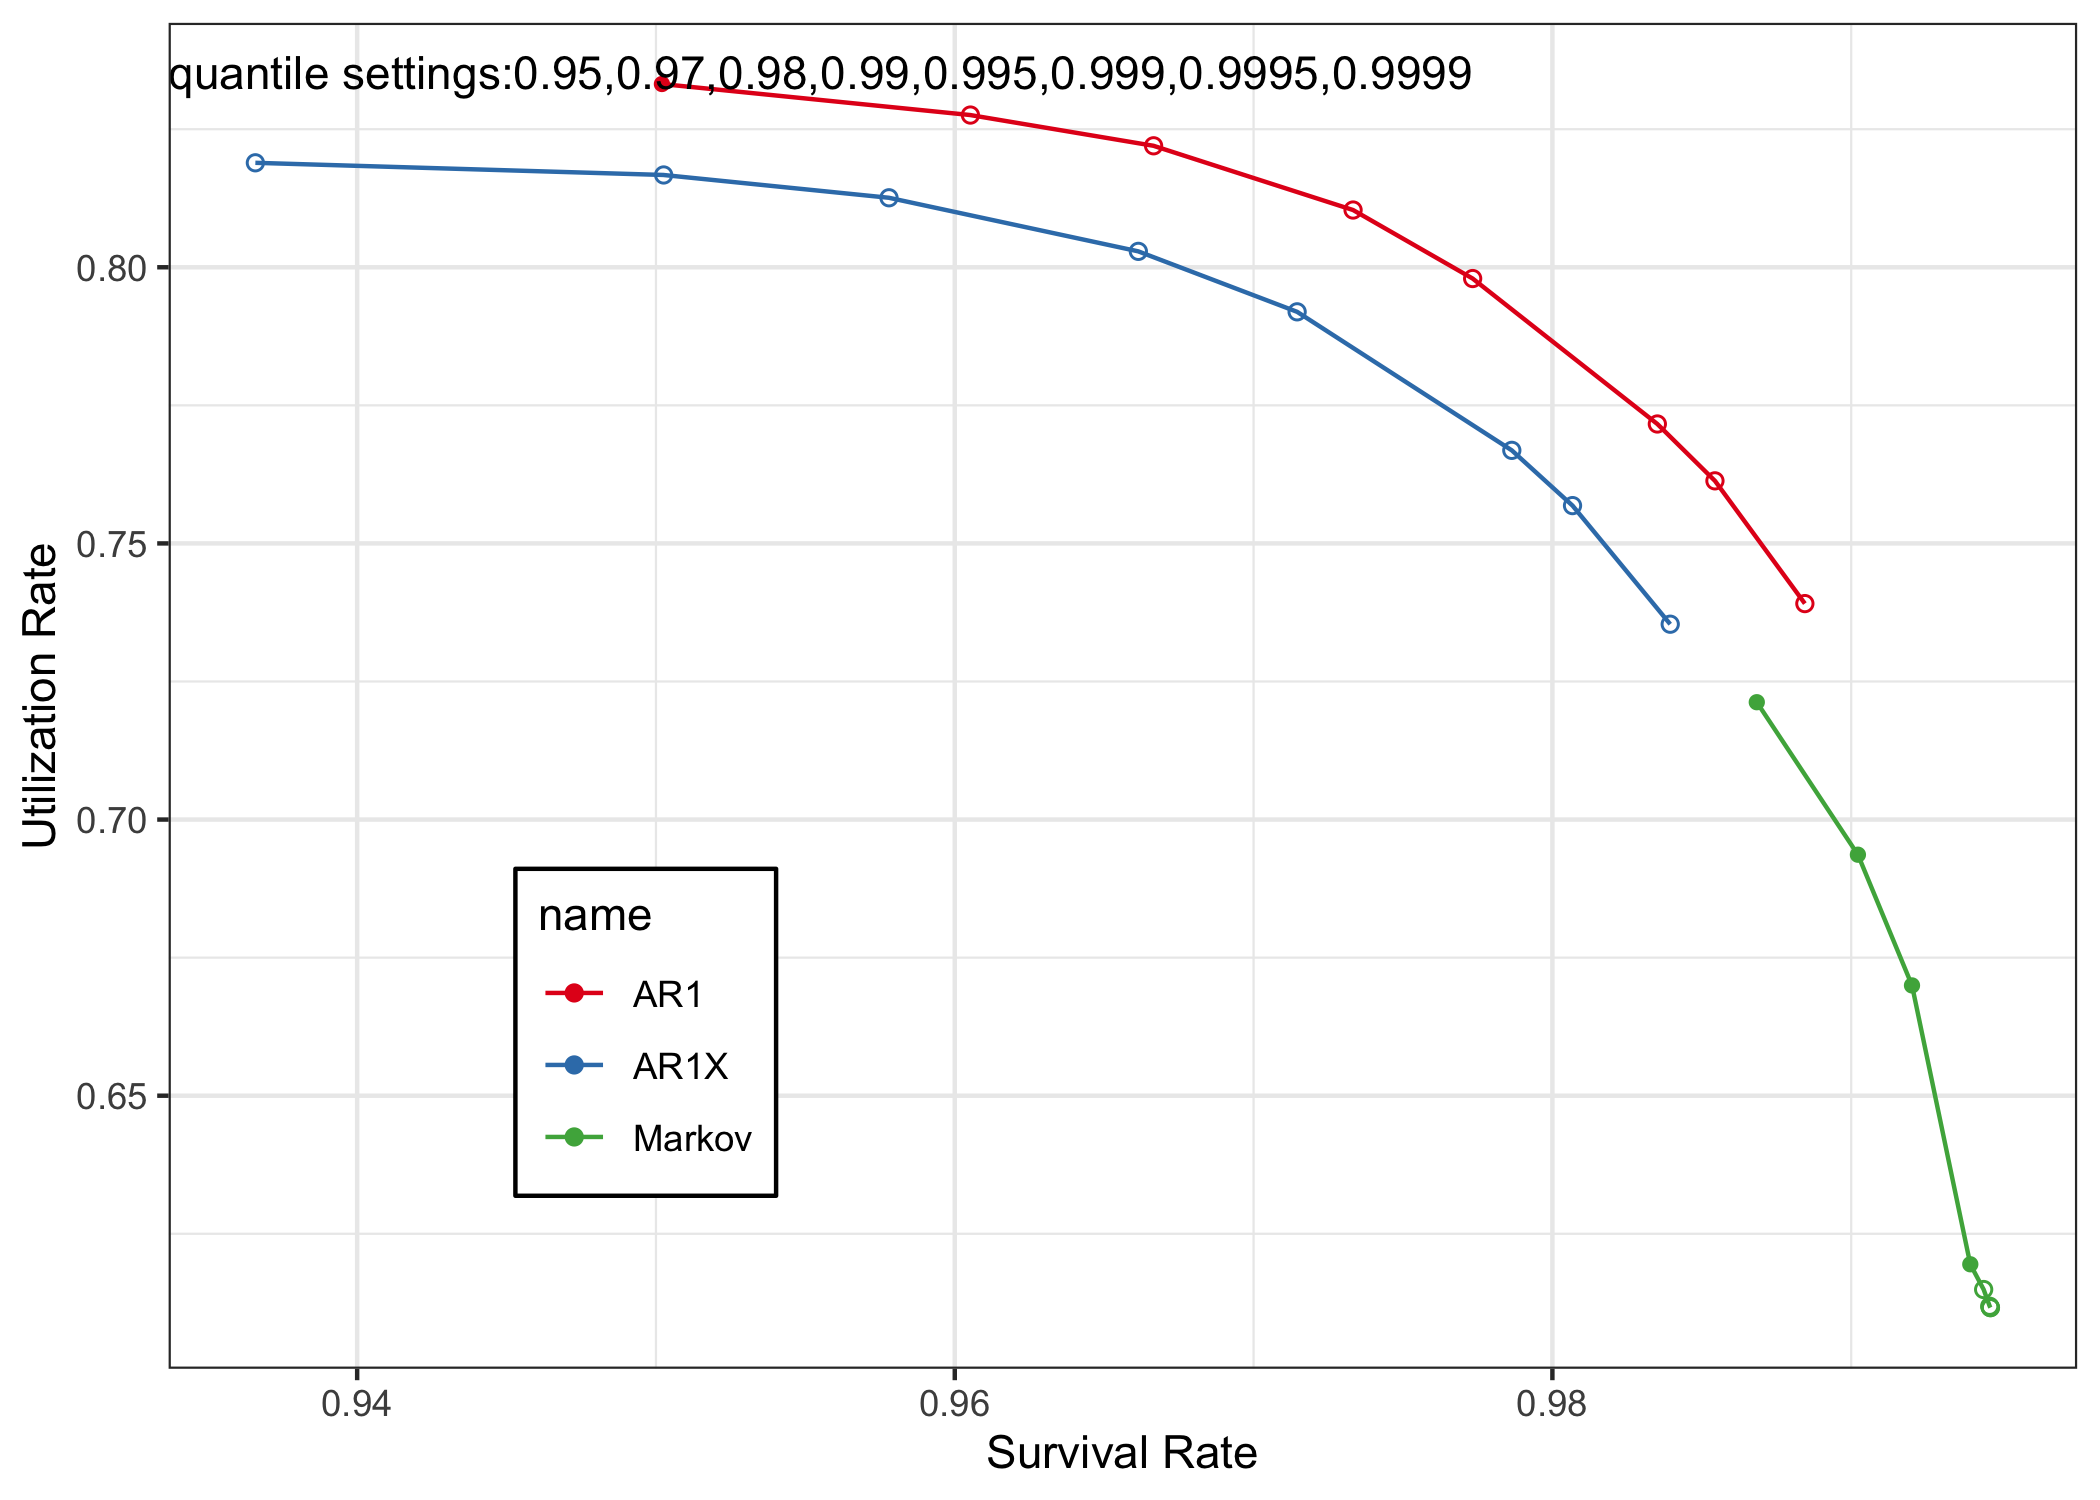 quantile settings:0.95,0.97,0.98,0.99,0.995,0.999,0.9995,0.9999
0.80
0.75
0.70
0.65
Utilization Rate
name
AR1
AR1X
Markov
0.94 0.96 0.98
Survival Rate